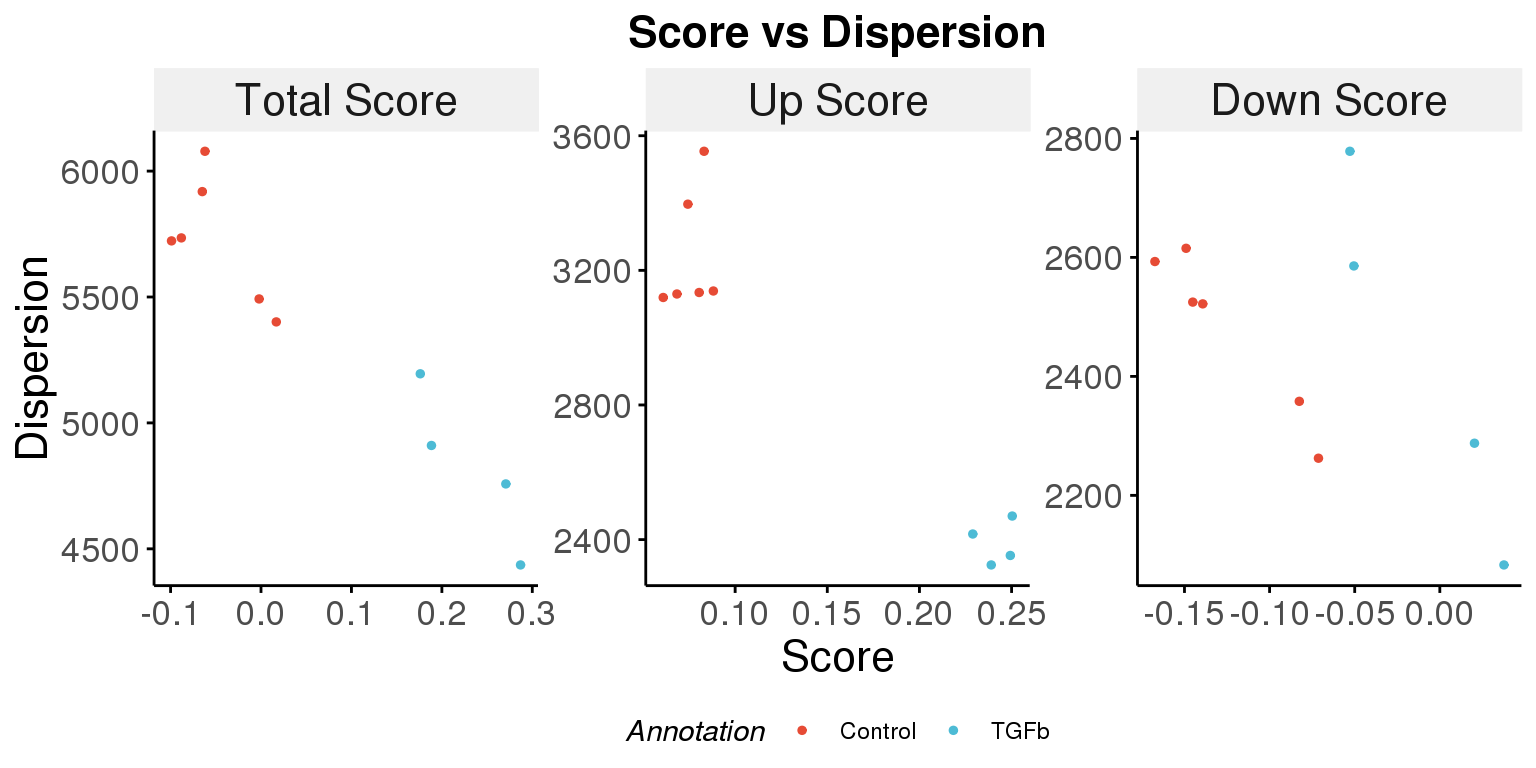 Score vs Dispersion
Total Score
Up Score
Down Score
Dispersion
6000
5500
5000
4500
-0.1 0.0 0.1 0.2 0.3
3600
3200
2800
2400
0.10 0.15 0.20 0.25
2800
2600
2400
2200
-0.15 -0.10 -0.05 0.00
Score
Annotation Control TGFb